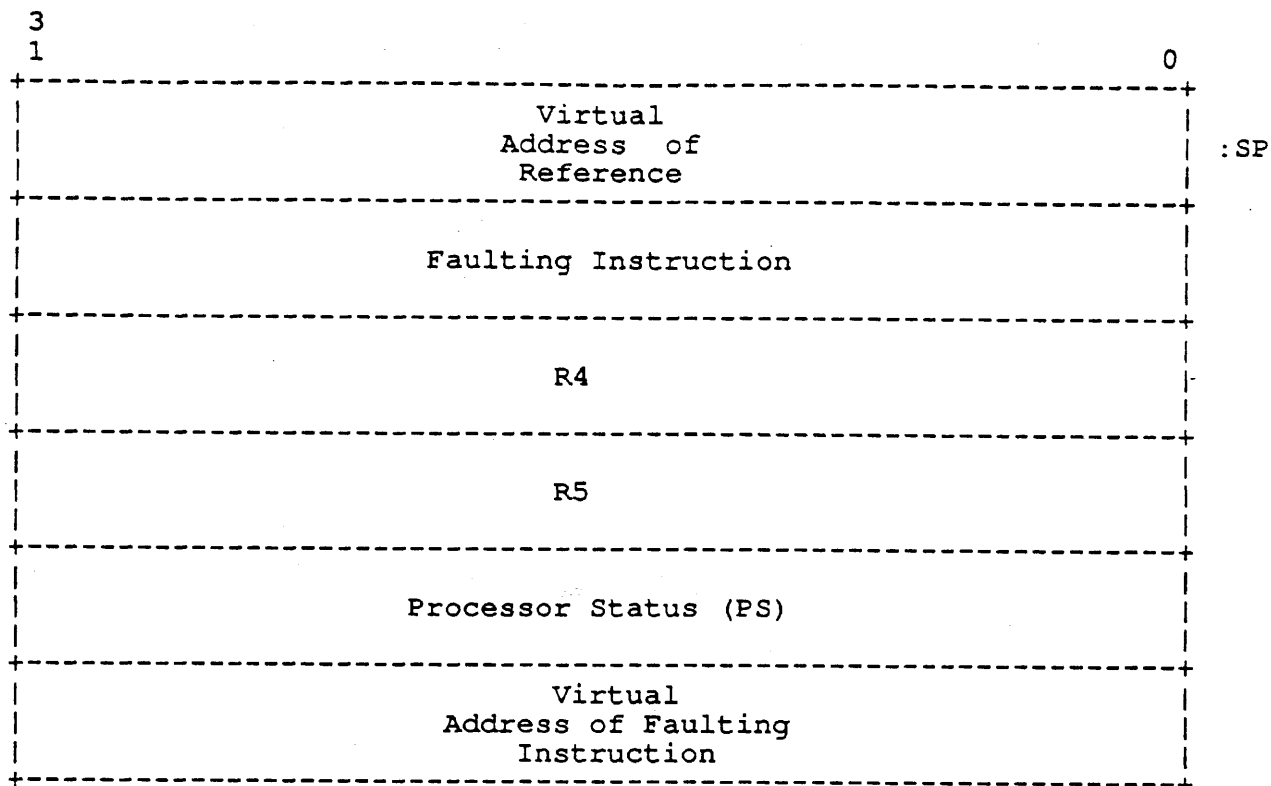 3
1 0
Virtual
Address of :SP
Reference
Faulting Instruction
R4
R5
Processor Status (PS)
Virtual
Address of Faulting
Instruction